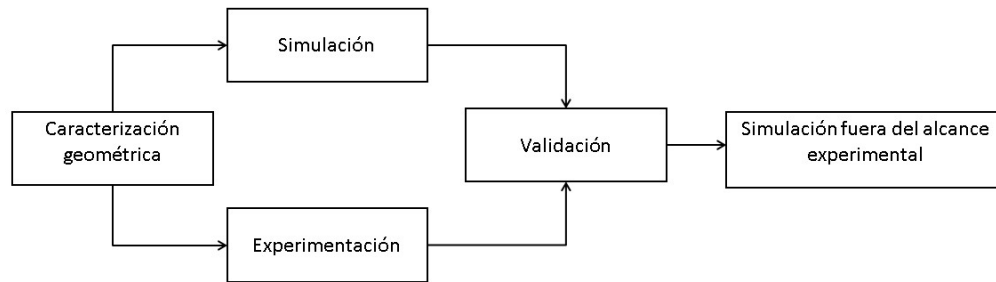 Simulación
Caracterización
geométrica
Validación
Simulación fuera del alcance
experimental
Experimentación